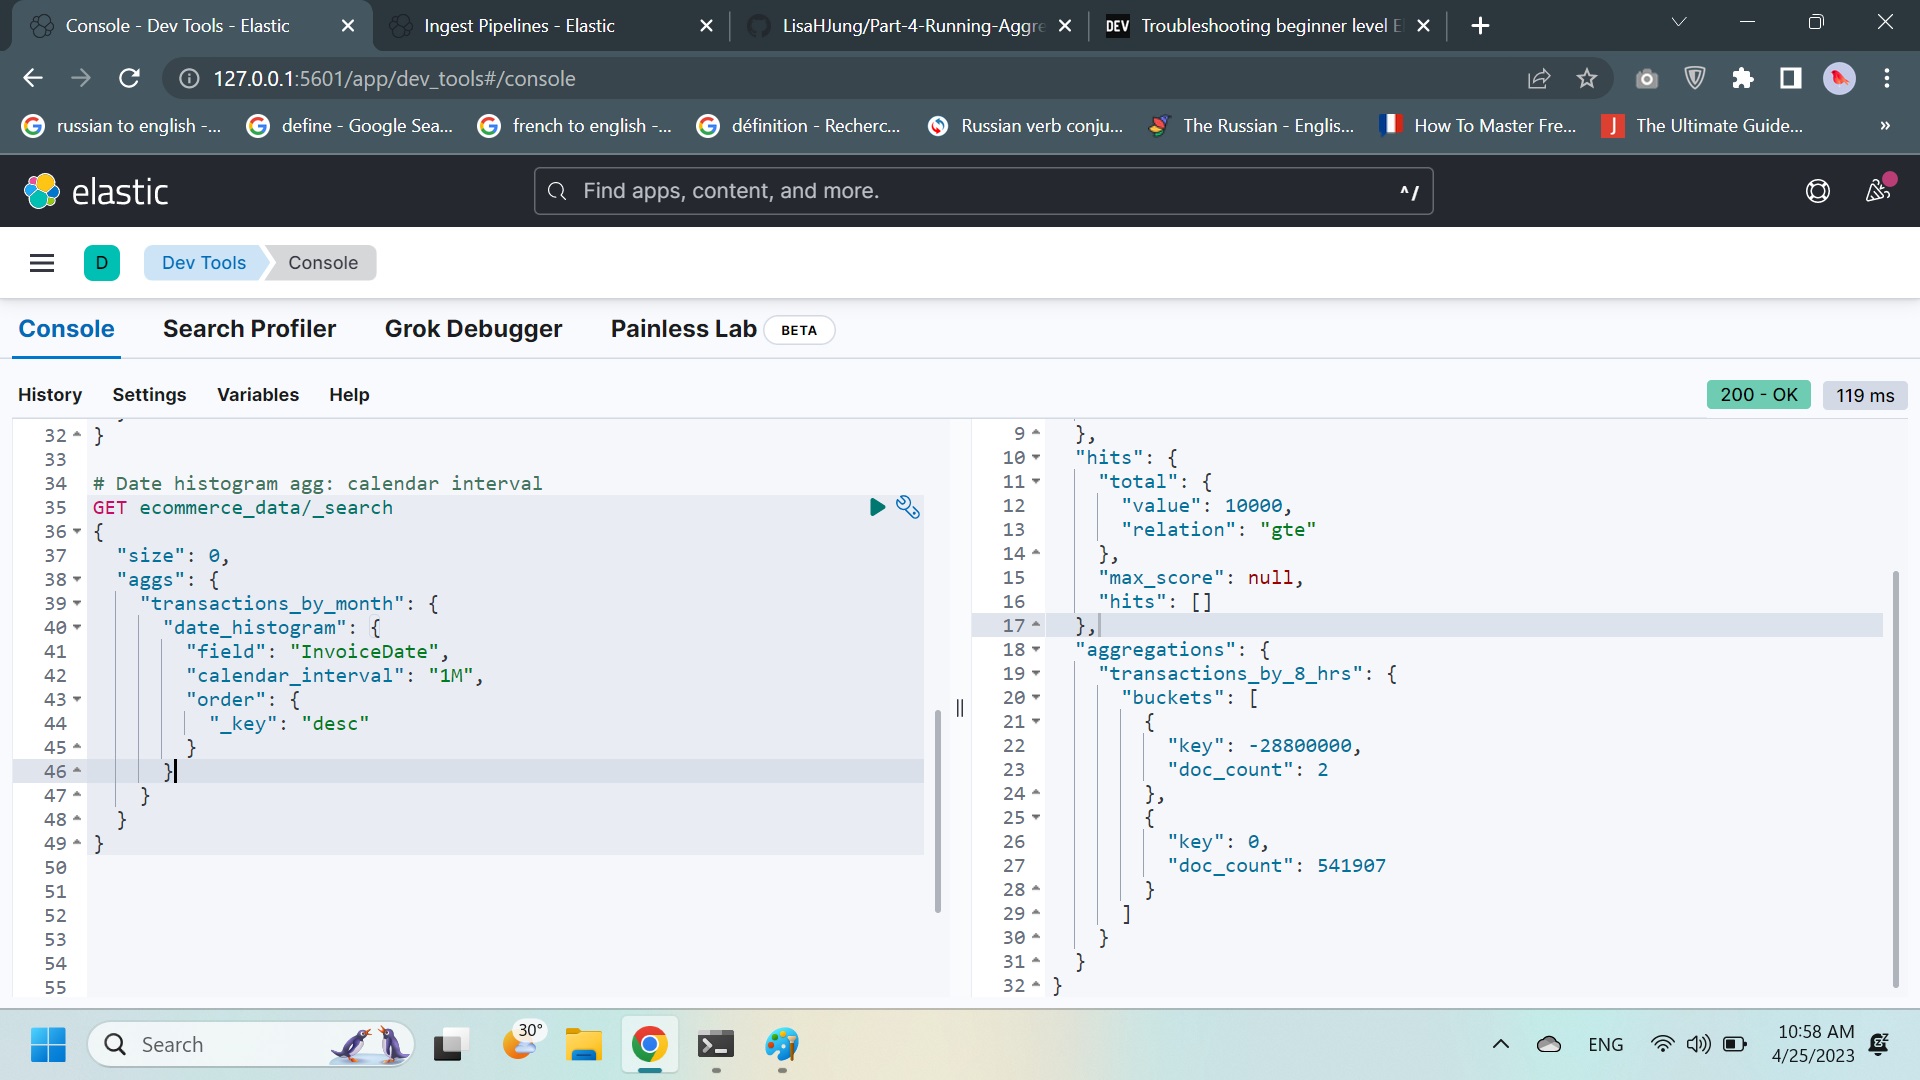 Console - Dev Tools - Elastic
Ingest Pipelines - Elastic
LisaHJung/Part-4-Running-Aggre
DEV Troubleshooting beginner level El
127.0.0.1:5601/app/dev_tools#/console
russian to english -...
define - Google Sea...
french to english -...
définition - Recherc...
Russian verb conju...
The Russian - Englis...
How To Master Fre...
J The Ultimate Guide...
»
elastic
Find apps, content, and more.
^/
D
Dev Tools
Console
Console
Search Profiler
Grok Debugger
Painless Lab
BETA
History
Settings
Variables
Help
200 - OK
119 ms
32 }
33
34 # Date histogram agg: calendar interval
35 GET ecommerce_data/_search
36 {
37 "size": 0,
38 "aggs": {
39 "transactions_by_month": {
40 "date_histogram": {
41 "field": "InvoiceDate",
42 "calendar_interval": "1M",
43 "order": {
44 "_key": "desc"
45 }
46 }
47 }
48 }
49 }
50
51
52
53
54
55
9 },
10 "hits": {
11 "total": {
12 "value": 10000,
13 "relation": "gte"
14 },
15 "max_score": null,
16 "hits": []
17 },
18 "aggregations": {
19 "transactions_by_8_hrs": {
20 "buckets": [
21 {
22 "key": -28800000,
23 "doc_count": 2
24 },
25 {
26 "key": 0,
27 "doc_count": 541907
28 }
29 ]
30 }
31 }
32 }
Search
30°
ENG
10:58 AM
4/25/2023